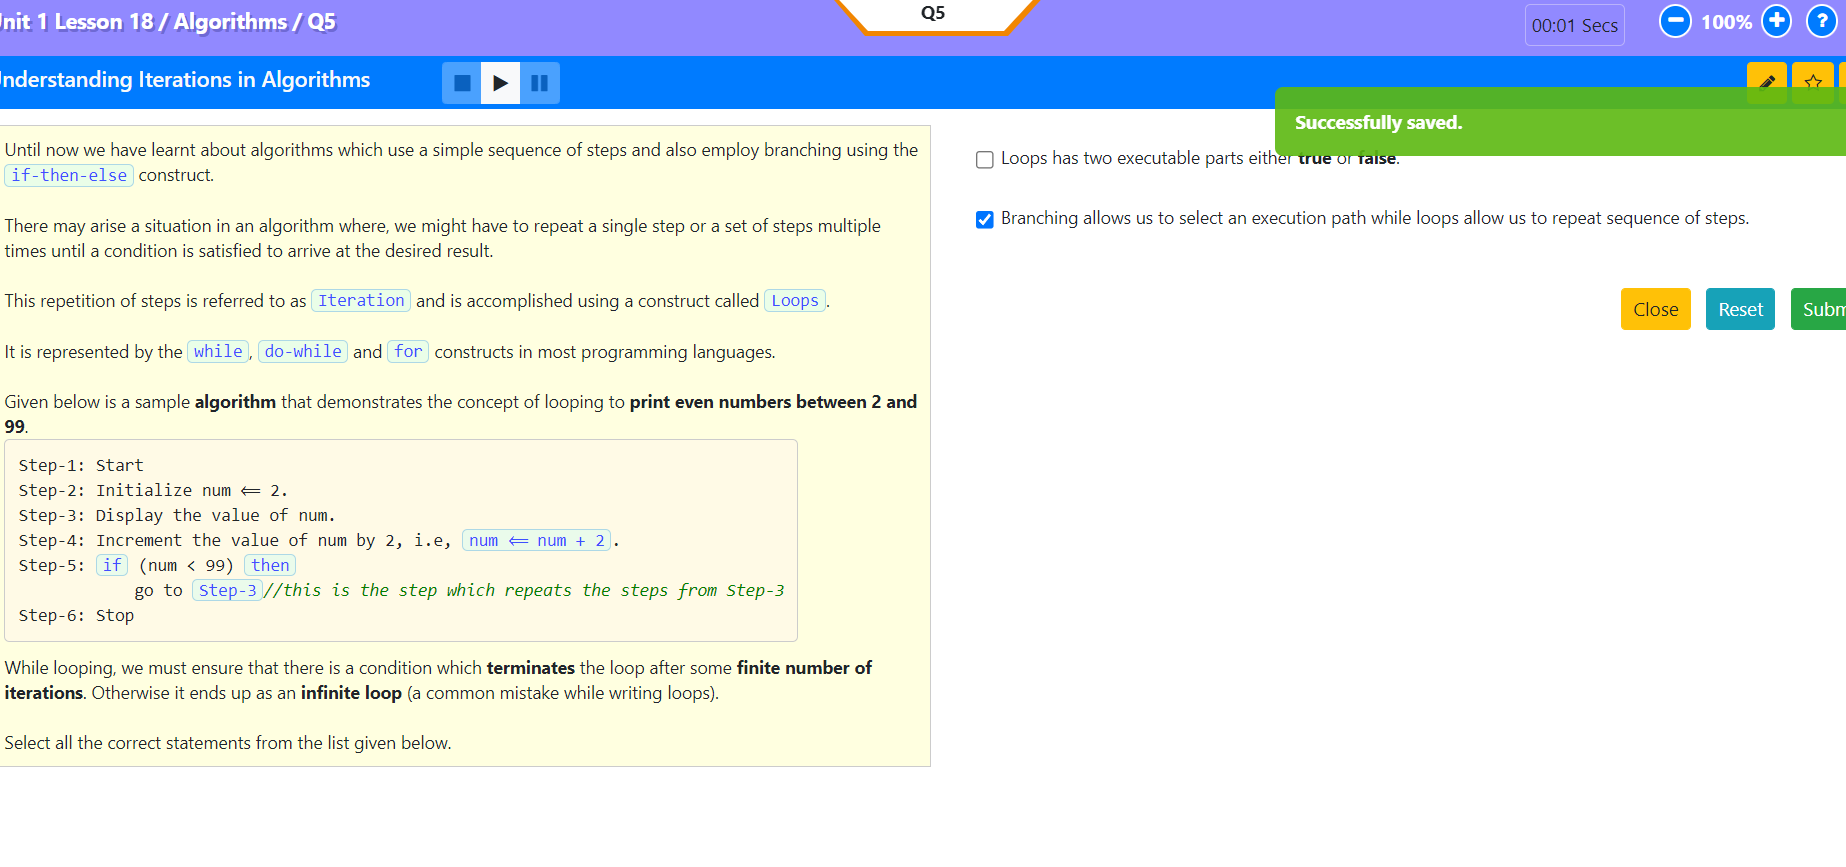 nit 1 Lesson 18 / Algorithms / Q5
Q5
00:01 Secs
100%
?
nderstanding Iterations in Algorithms
Successfully saved.
Until now we have learnt about algorithms which use a simple sequence of steps and also employ branching using the
if-then-else construct.
There may arise a situation in an algorithm where, we might have to repeat a single step or a set of steps multiple
times until a condition is satisfied to arrive at the desired result.
This repetition of steps is referred to as Iteration and is accomplished using a construct called Loops.
It is represented by the while, do-while and for constructs in most programming languages.
Given below is a sample algorithm that demonstrates the concept of looping to print even numbers between 2 and
99.
Step-1: Start
Step-2: Initialize num ⟸ 2.
Step-3: Display the value of num.
Step-4: Increment the value of num by 2, i.e, num ⟸ num + 2.
Step-5: if (num < 99) then
go to Step-3 //this is the step which repeats the steps from Step-3
Step-6: Stop
While looping, we must ensure that there is a condition which terminates the loop after some finite number of
iterations. Otherwise it ends up as an infinite loop (a common mistake while writing loops).
Select all the correct statements from the list given below.
Loops has two executable parts either true or false.
Branching allows us to select an execution path while loops allow us to repeat sequence of steps.
Close
Reset
Subm